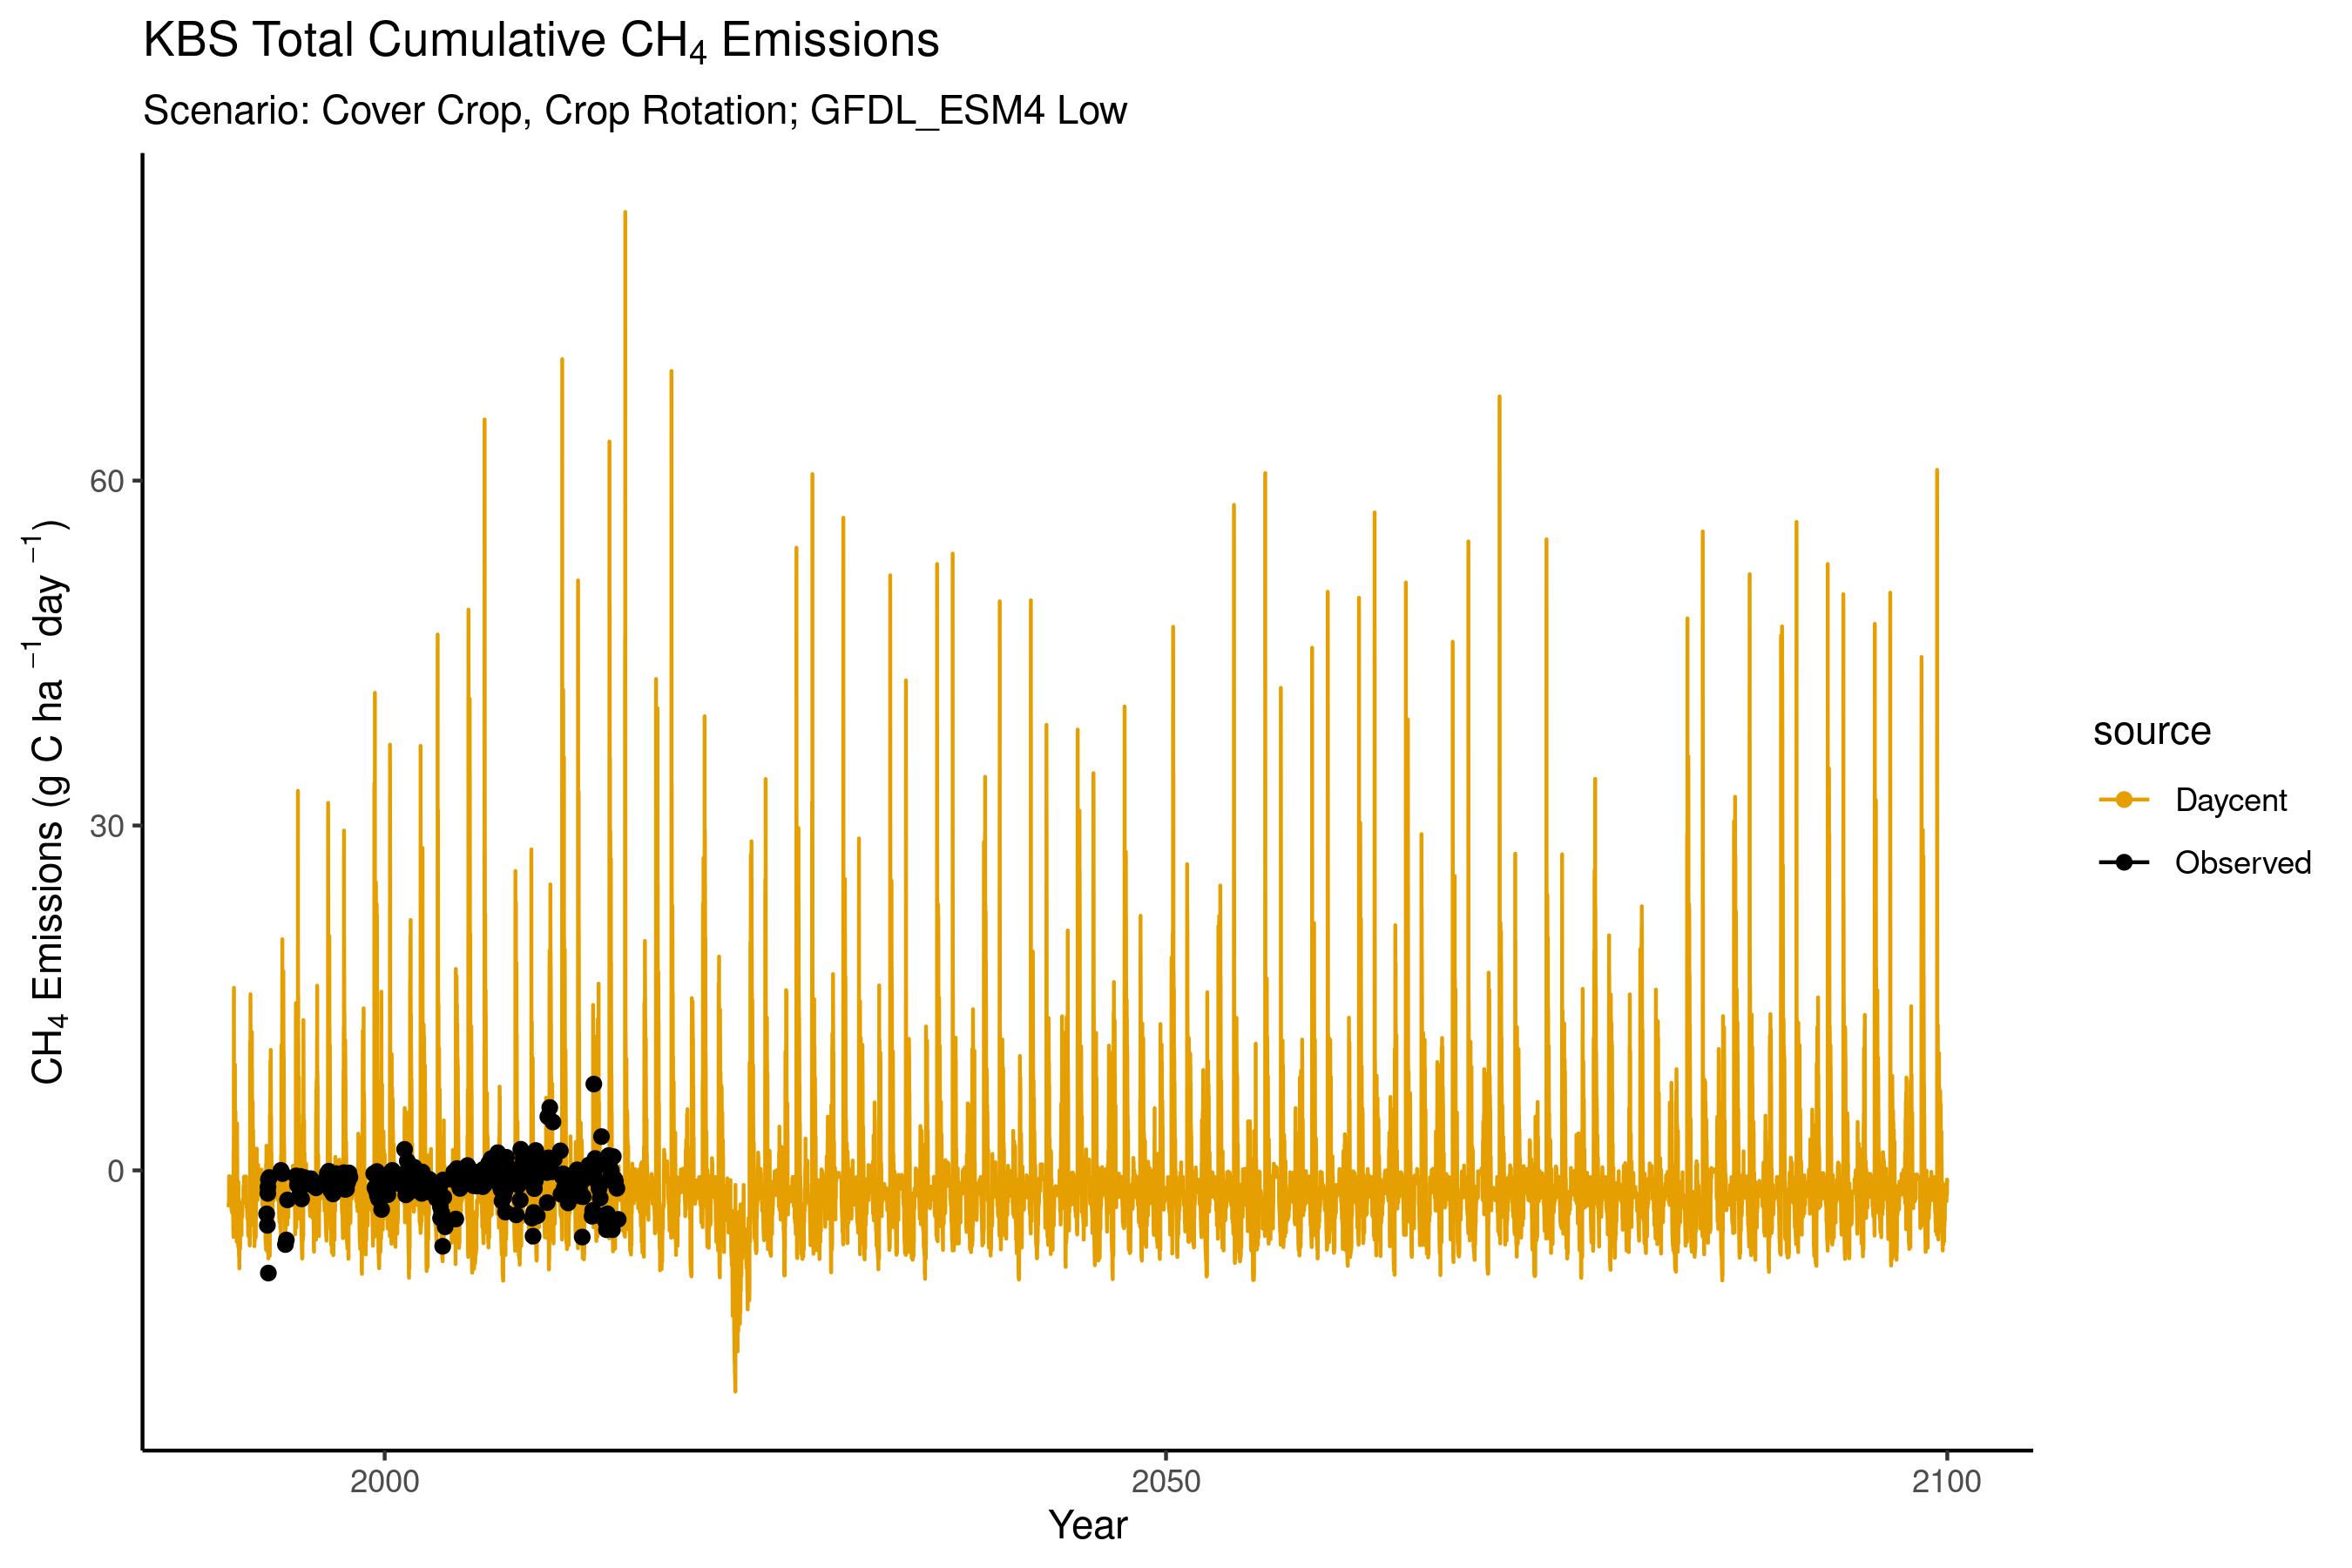 KBS Total Cumulative CH₄ Emissions
Scenario: Cover Crop, Crop Rotation; GFDL_ESM4 Low
CH₄ Emissions (g C ha ⁻¹day ⁻¹)
60
30
0
2000
2050
2100
Year
source
Daycent
Observed